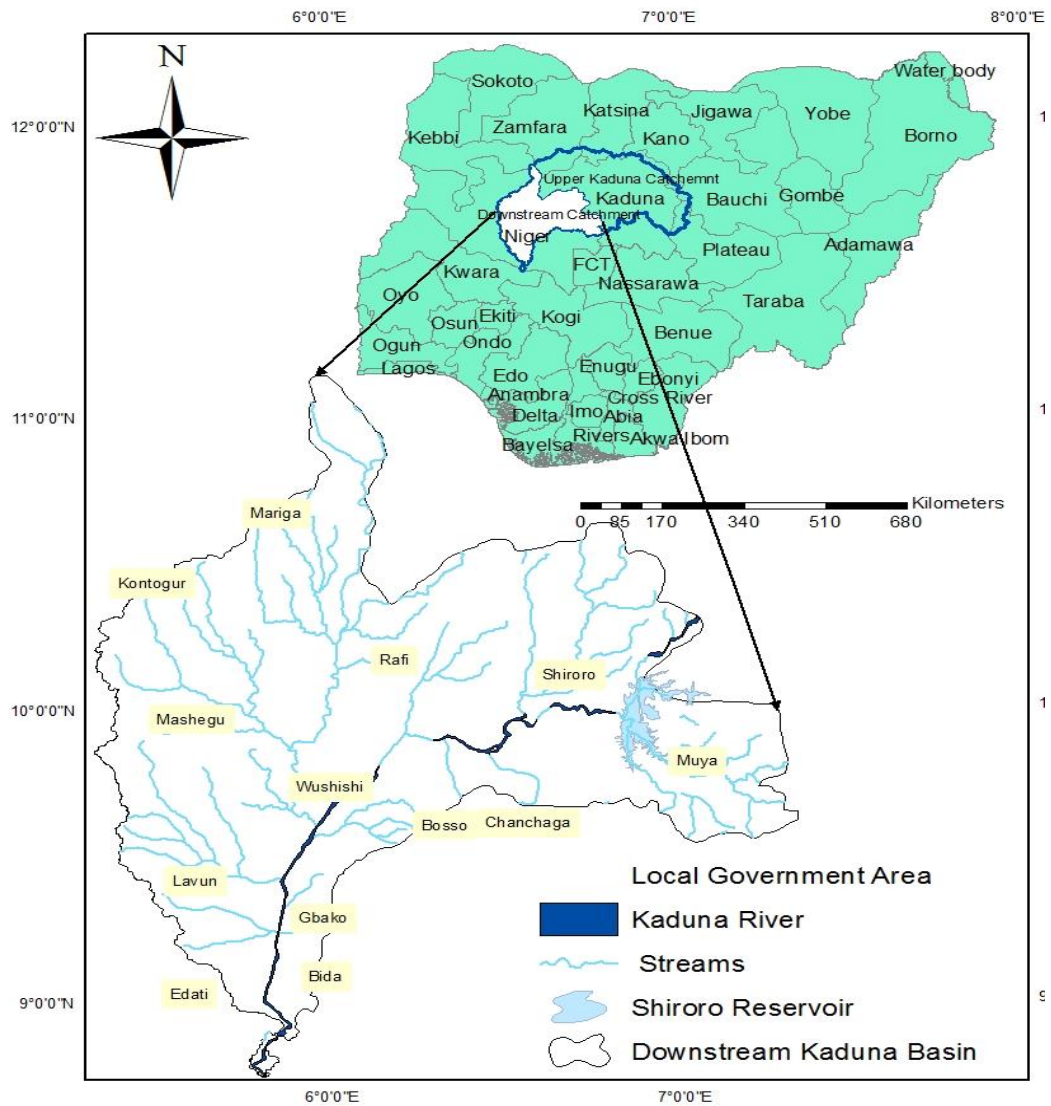 6°0'0"E 7°0'0"E 8°0'0"E
N
Water body
Sokoto
Katsina Jigawa Yobe
12°0'0"N
Kebbi Zamfara Kano Borno
Upper Kaduna Catchemnt
Kaduna Bauchi Gombe
Downstream Catchment
Niger
Plateau Adamawa
Kwara FCT
Nassarawa
Oyo Taraba
Osun Ekiti Kogi
Benue
Ogun Ondo
Lagos Enugu
Edo Ebonyi
Anambra Cross River
11°0'0"N
Delta Imo Abia
Rivers Akwa Ibom
Bayelsa
Kilometers
0 85 170 340 510 680
Mariga
Kontogur
Rafi
Shiroro
10°0'0"N
Mashegu
Muya
Wushishi
Bosso Chanchaga
Lavun
Local Government Area
Gbako
Kaduna River
Streams
Bida
Edati
9°0'0"N
Shiroro Reservoir
Downstream Kaduna Basin
6°0'0"E 7°0'0"E